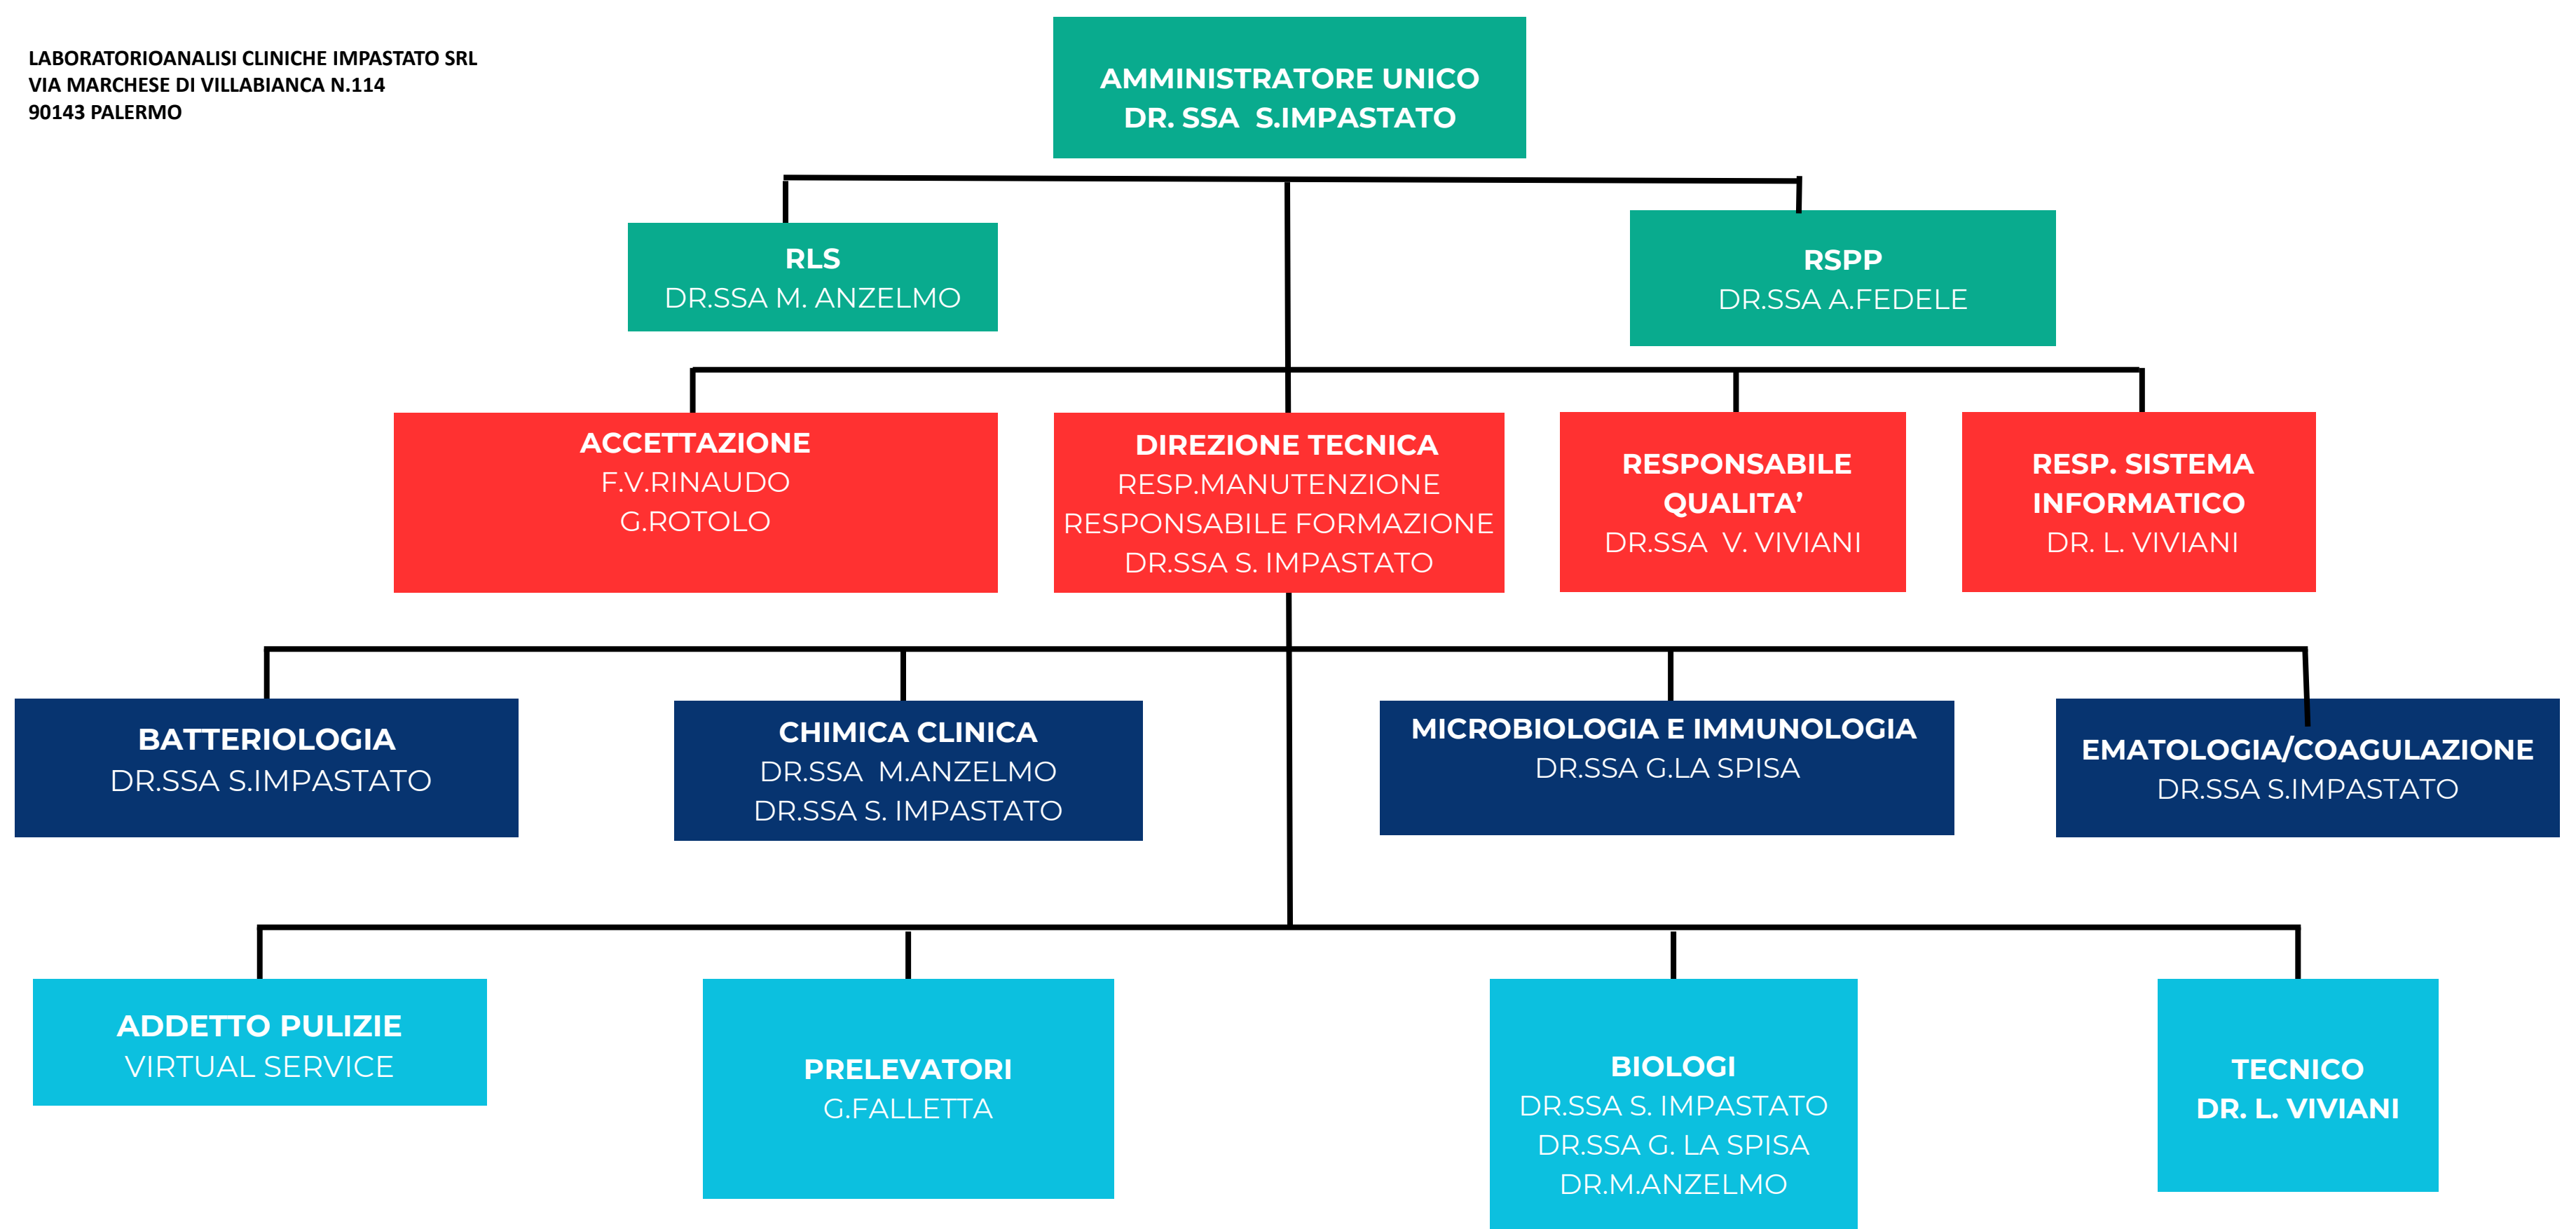 LABORATORIOANALISI CLINICHE IMPASTATO SRL
VIA MARCHESE DI VILLABIANCA N.114
90143 PALERMO
AMMINISTRATORE UNICO
DR. SSA S.IMPASTATO
RLS
DR.SSA M. ANZELMO
RSPP
DR.SSA A.FEDELE
ACCETTAZIONE
F.V.RINAUDO
G.ROTOLO
DIREZIONE TECNICA
RESP.MANUTENZIONE
RESPONSABILE FORMAZIONE
DR.SSA S. IMPASTATO
RESPONSABILE
QUALITA’
DR.SSA V. VIVIANI
RESP. SISTEMA
INFORMATICO
DR. L. VIVIANI
BATTERIOLOGIA
DR.SSA S.IMPASTATO
CHIMICA CLINICA
DR.SSA M.ANZELMO
DR.SSA S. IMPASTATO
MICROBIOLOGIA E IMMUNOLOGIA
DR.SSA G.LA SPISA
EMATOLOGIA/COAGULAZIONE
DR.SSA S.IMPASTATO
ADDETTO PULIZIE
VIRTUAL SERVICE
PRELEVATORI
G.FALLETTA
BIOLOGI
DR.SSA S. IMPASTATO
DR.SSA G. LA SPISA
DR.M.ANZELMO
TECNICO
DR. L. VIVIANI